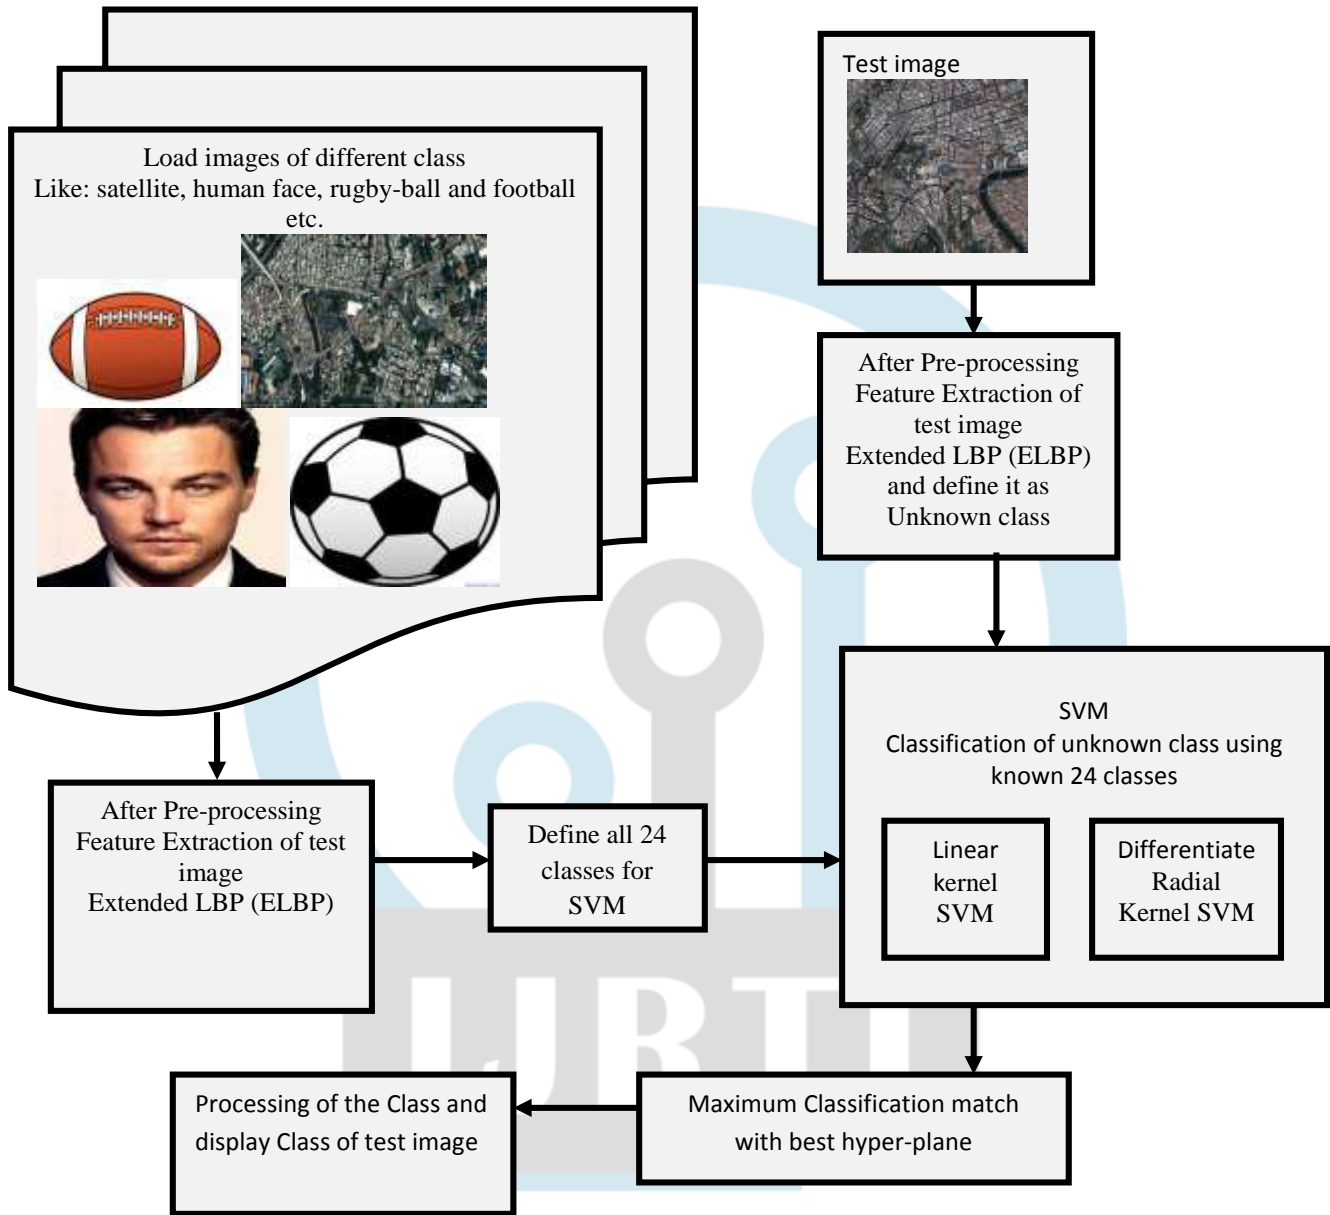 Test image
Load images of different class
Like: satellite, human face, rugby-ball and football
etc.
After Pre-processing
Feature Extraction of
test image
Extended LBP (ELBP)
and define it as
Unknown class
SVM
Classification of unknown class using
known 24 classes
After Pre-processing
Feature Extraction of test
image
Extended LBP (ELBP)
Define all 24
classes for
SVM
Linear
kernel
SVM
Differentiate
Radial
Kernel SVM
Processing of the Class and
display Class of test image
Maximum Classification match
with best hyper-plane